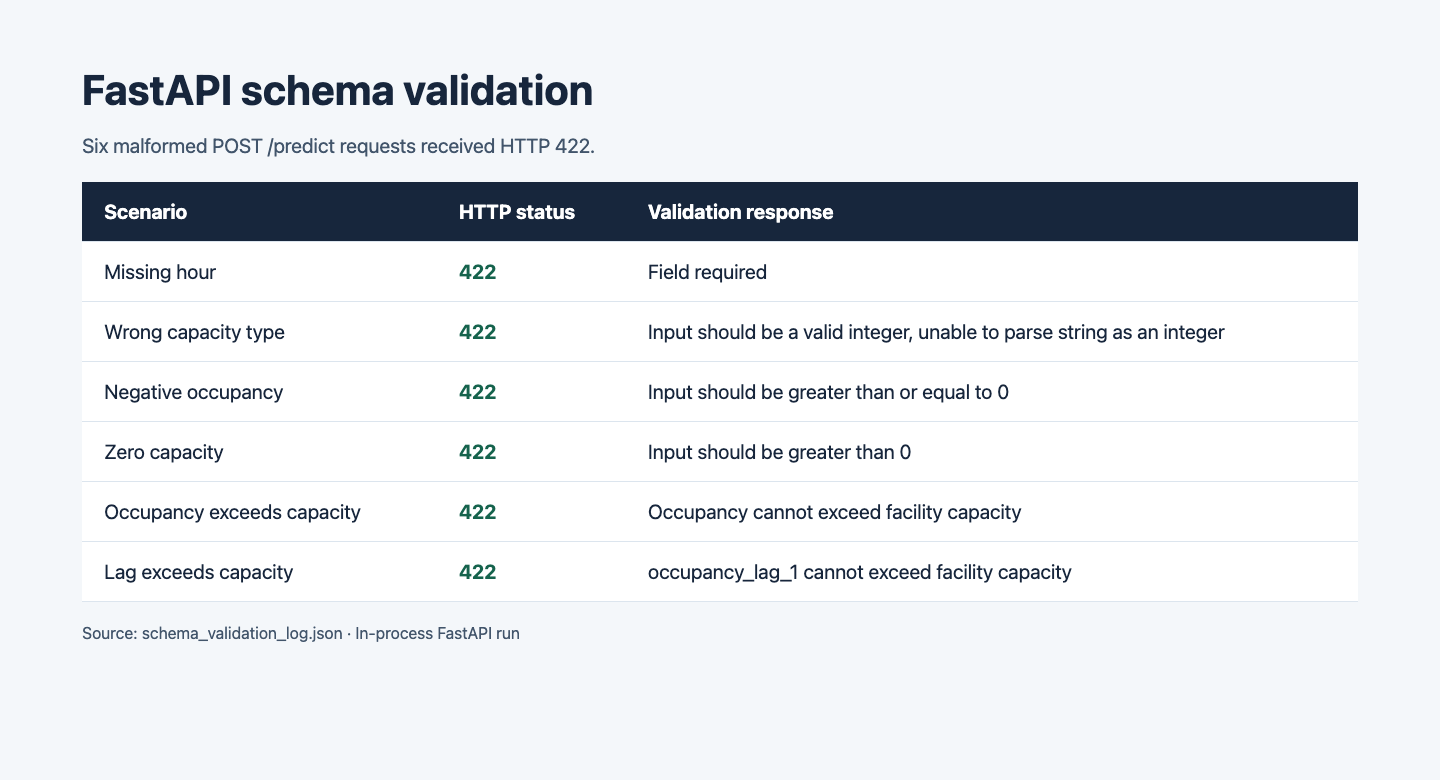 FastAPI schema validation
Six malformed POST /predict requests received HTTP 422.
Scenario HTTP status Validation response
Missing hour 422 Field required
Wrong capacity type 422 Input should be a valid integer, unable to parse string as an integer
Negative occupancy 422 Input should be greater than or equal to 0
Zero capacity 422 Input should be greater than 0
Occupancy exceeds capacity 422 Occupancy cannot exceed facility capacity
Lag exceeds capacity 422 occupancy_lag_1 cannot exceed facility capacity
Source: schema_validation_log.json · In-process FastAPI run